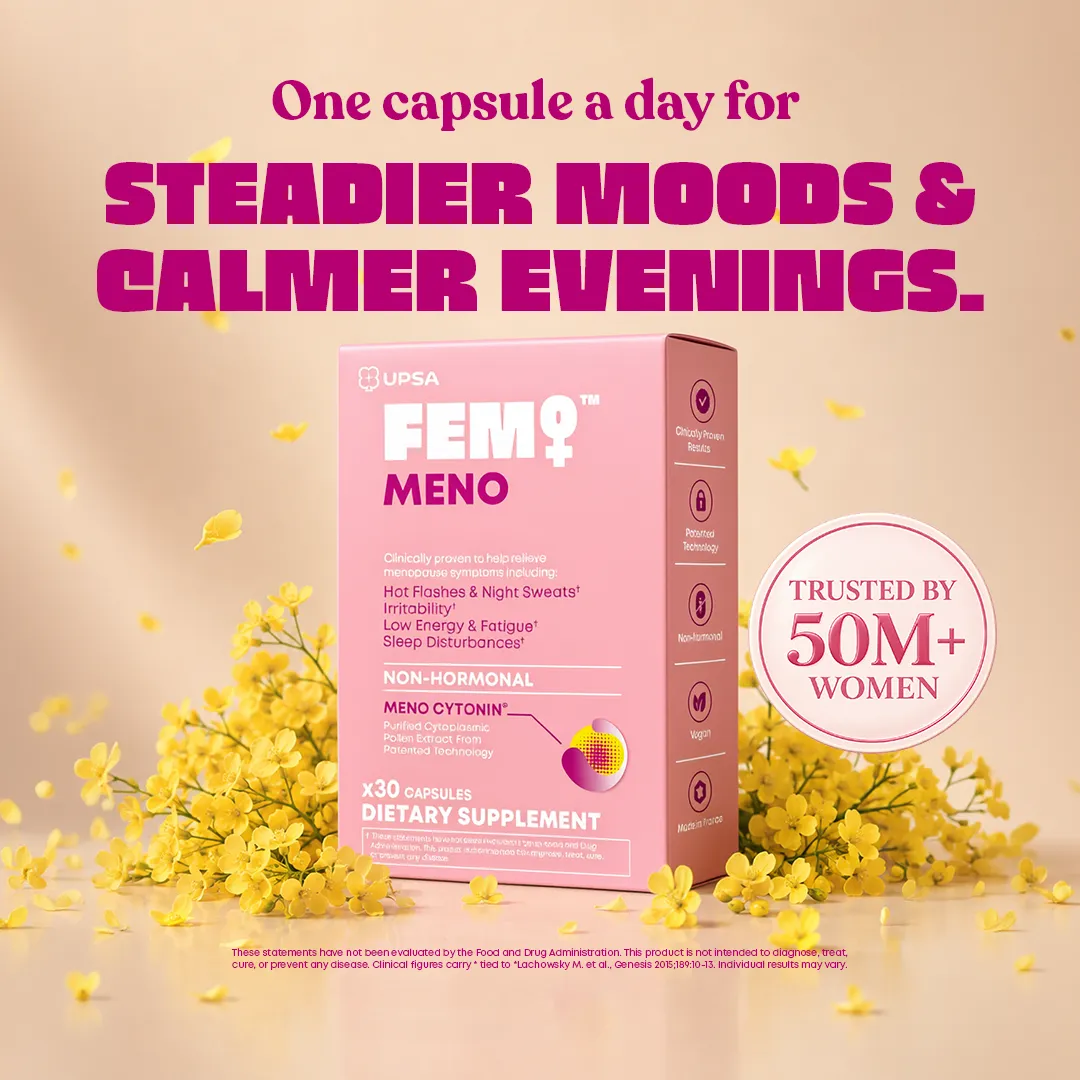 One capsule a day for
STEADIER MOODS &
CALMER EVENINGS.
UPSA
FEMO™
MENO
Clinically proven to help relieve
menopause symptoms including:
Hot Flashes & Night Sweats†
Irritability†
Low Energy & Fatigue†
Sleep Disturbances†
NON-HORMONAL
MENO CYTONIN®
Purified Cytoplasmic
Pollen Extract From
Patented Technology
x30 CAPSULES
DIETARY SUPPLEMENT
Clinically Proven
Results
Patented
Technology
Non-hormonal
Vegan
Made in France
TRUSTED BY
50M+
WOMEN
These statements have not been evaluated by the Food and Drug Administration. This product is not intended to diagnose, treat,
cure, or prevent any disease. Clinical figures carry * tied to *Lachowsky M. et al., Genesis 2015;189:10-13. Individual results may vary.